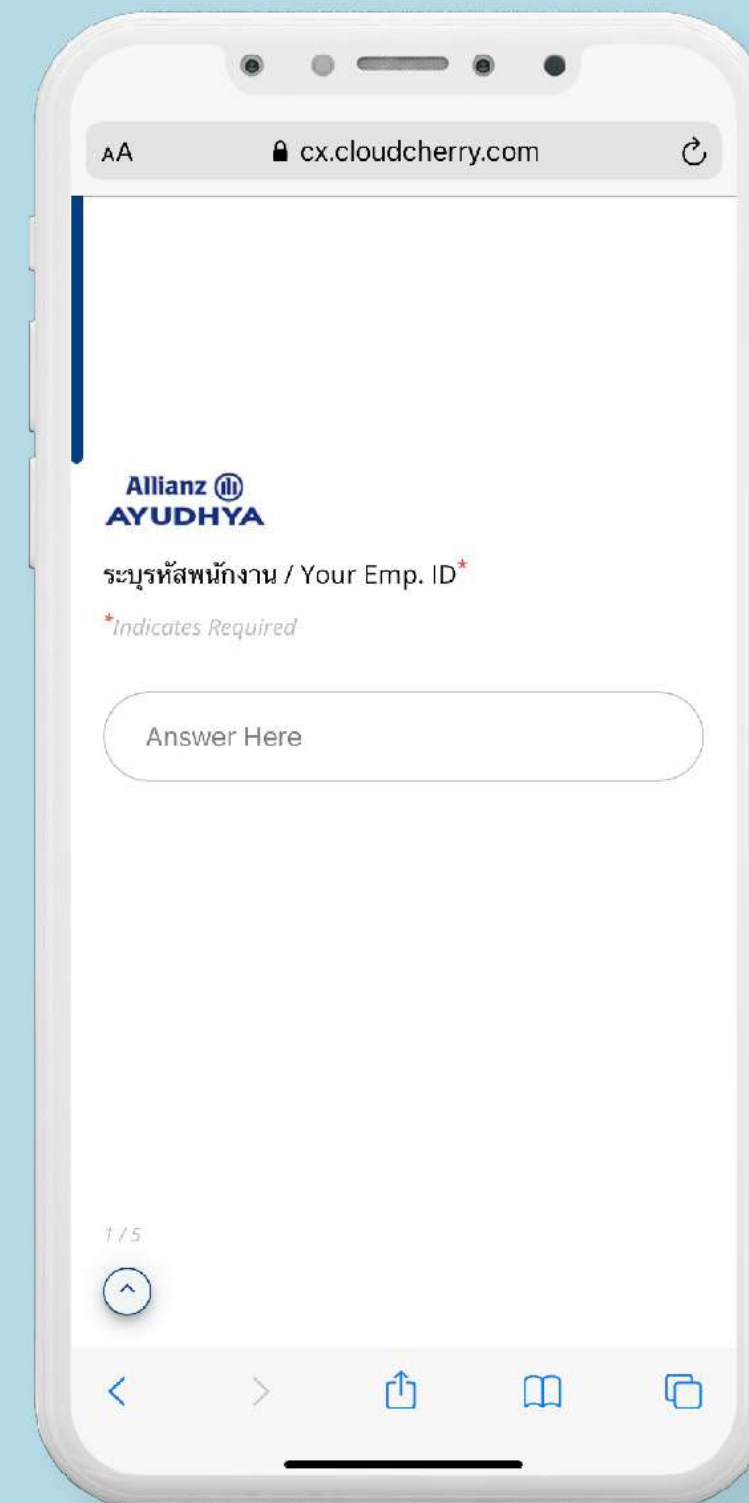 AA cx.cloudcherry.com
Allianz
AYUDHYA
ระบุรหัสพนักงาน / Your Emp. ID*
*Indicates Required
Answer Here
1 / 5